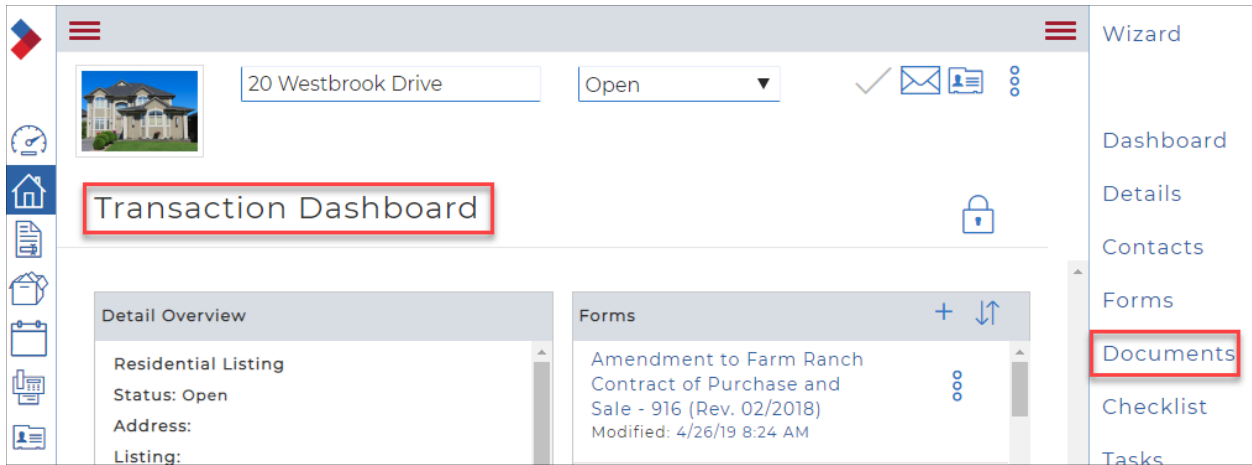 20 Westbrook Drive
Open
Transaction Dashboard
Detail Overview
Residential Listing
Status: Open
Address:
Listing:
Forms
Amendment to Farm Ranch
Contract of Purchase and
Sale - 916 (Rev. 02/2018)
Modified: 4/26/19 8:24 AM
Wizard
Dashboard
Details
Contacts
Forms
Documents
Checklist
Tasks